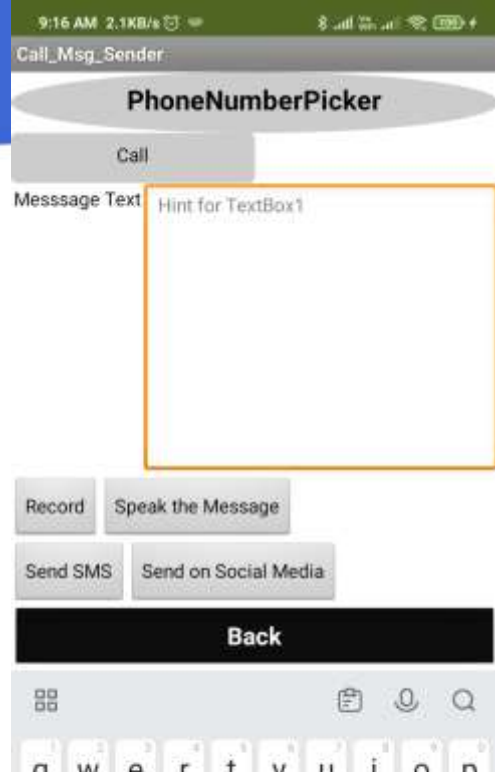 9:16 AM 2.1KB/s
Call_Msg_Sender
PhoneNumberPicker
Call
Messsage Text
Hint for TextBox1
Record Speak the Message
Send SMS Send on Social Media
Back
q w e r t y u i o p